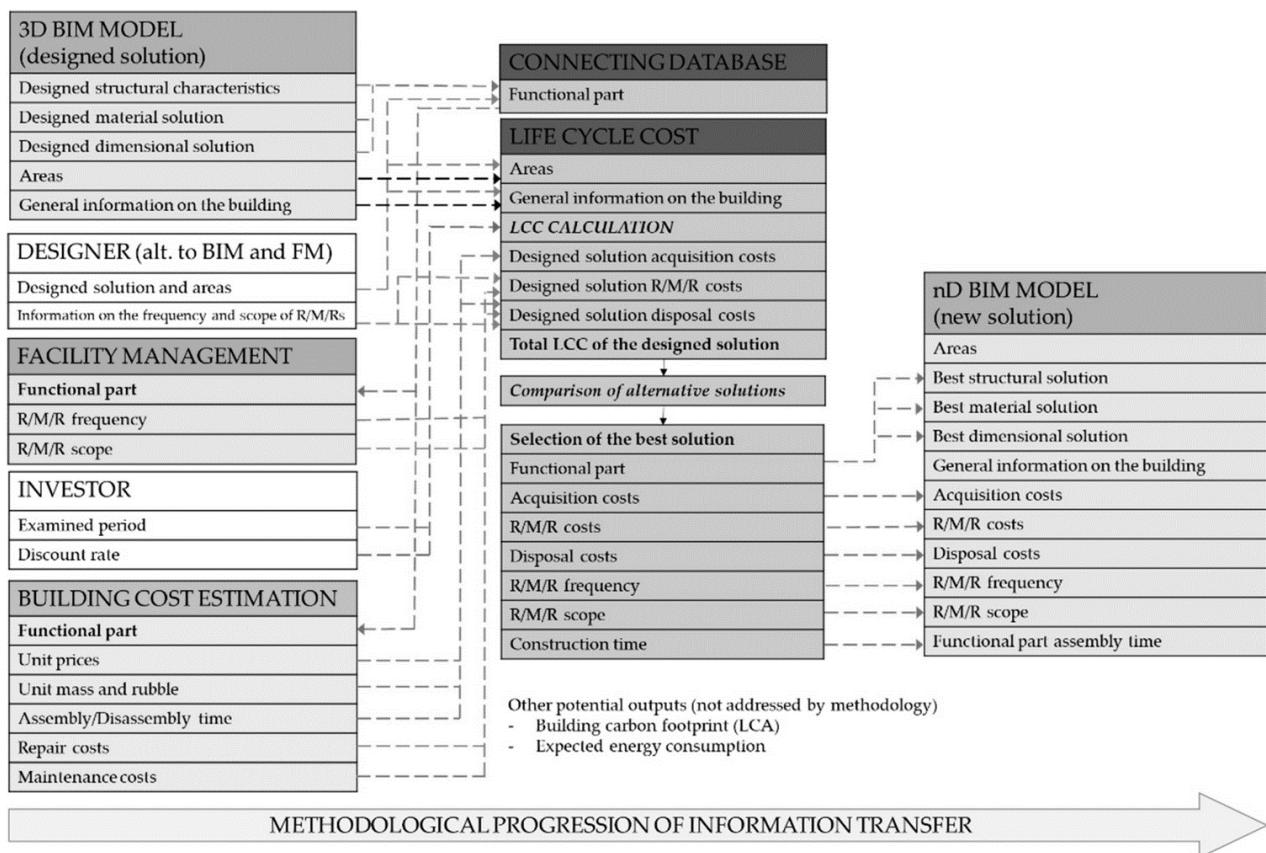 3D BIM MODEL
(designed solution)
Designed structural characteristics
Designed material solution
Designed dimensional solution
Areas
General information on the building
DESIGNER (alt. to BIM and FM)
Designed solution and areas
Information on the frequency and scope of R/M/Rs
FACILITY MANAGEMENT
Functional part
R/M/R frequency
R/M/R scope
INVESTOR
Examined period
Discount rate
BUILDING COST ESTIMATION
Functional part
Unit prices
Unit mass and rubble
Assembly/Disassembly time
Repair costs
Maintenance costs
CONNECTING DATABASE
Functional part
LIFE CYCLE COST
Areas
General information on the building
LCC CALCULATION
Designed solution acquisition costs
Designed solution R/M/R costs
Designed solution disposal costs
Total LCC of the designed solution
Comparison of alternative solutions
Selection of the best solution
Functional part
Acquisition costs
R/M/R costs
Disposal costs
R/M/R frequency
R/M/R scope
Construction time
Other potential outputs (not addressed by methodology)
- Building carbon footprint (LCA)
- Expected energy consumption
nD BIM MODEL
(new solution)
Areas
Best structural solution
Best material solution
Best dimensional solution
General information on the building
Acquisition costs
R/M/R costs
Disposal costs
R/M/R frequency
R/M/R scope
Functional part assembly time
METHODOLOGICAL PROGRESSION OF INFORMATION TRANSFER